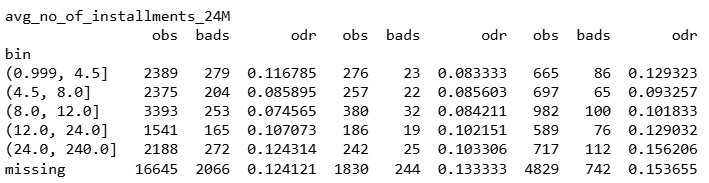 avg_no_of_installments_24M
obs bads odr obs bads odr obs bads odr
bin
(0.999, 4.5] 2389 279 0.116785 276 23 0.083333 665 86 0.129323
(4.5, 8.0] 2375 204 0.085895 257 22 0.085603 697 65 0.093257
(8.0, 12.0] 3393 253 0.074565 380 32 0.084211 982 100 0.101833
(12.0, 24.0] 1541 165 0.107073 186 19 0.102151 589 76 0.129032
(24.0, 240.0] 2188 272 0.124314 242 25 0.103306 717 112 0.156206
missing 16645 2066 0.124121 1830 244 0.133333 4829 742 0.153655